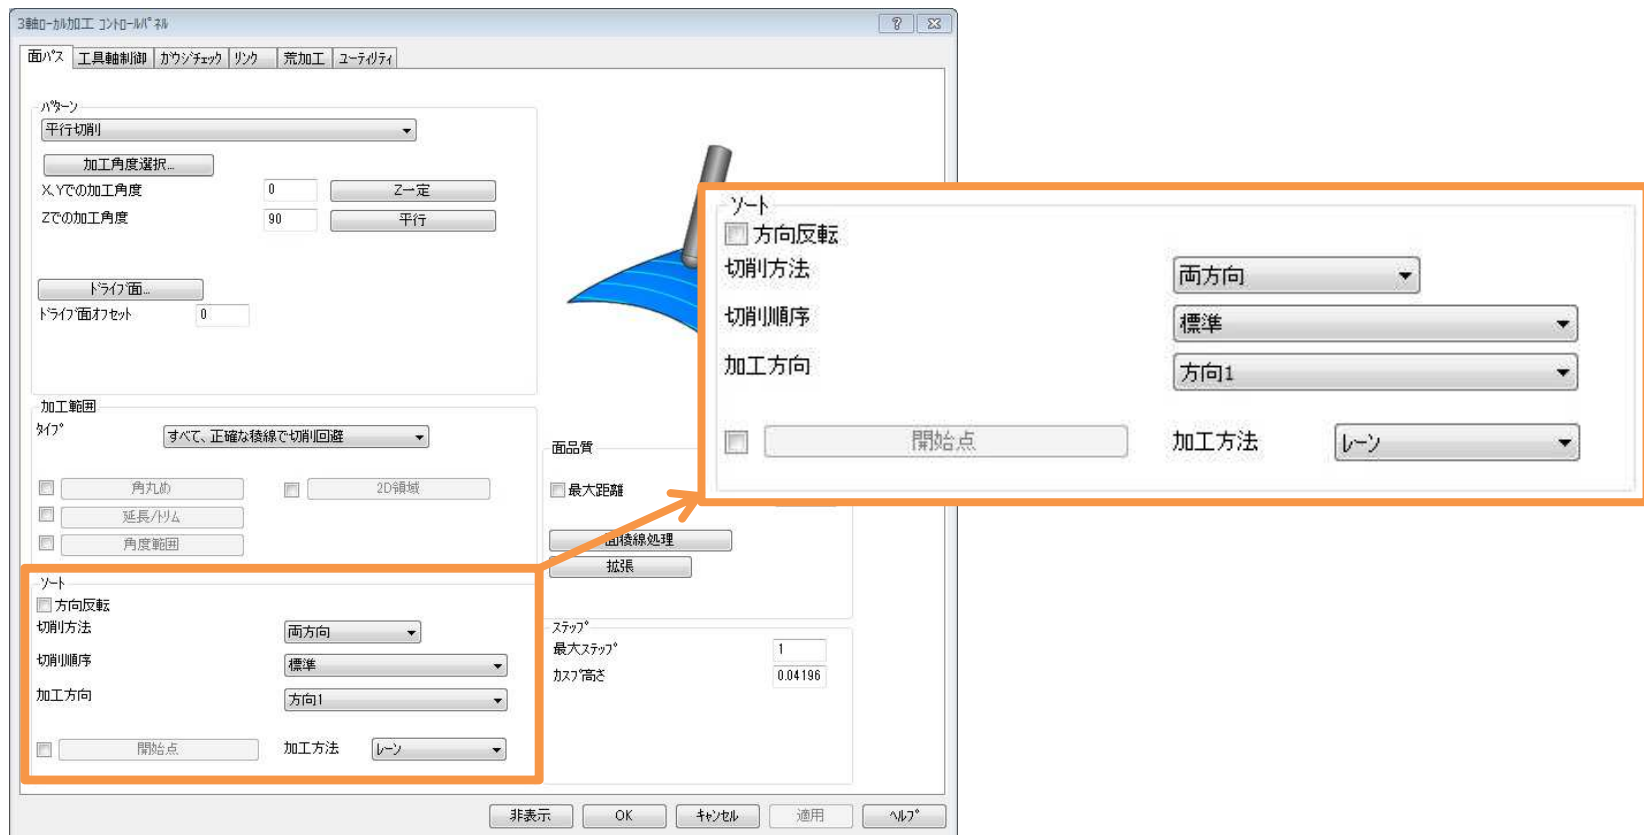 3軸ローカル加工 コントロールパネル
面パス 工具軸制御 ガウジチェック リンク 荒加工 ユーティリティ
パターン
平行切削
加工角度選択...
X、Yでの加工角度 0 Z一定
Zでの加工角度 90 平行
ドライブ面...
ドライブ面オフセット 0
加工範囲
タイプ すべて、正確な稜線で切削回避
角丸め 2D領域
延長/トリム
角度範囲
ソート
方向反転
切削方法 両方向
切削順序 標準
加工方向 方向1
開始点 加工方法 レーン
面品質
最大距離
面稜線処理
拡張
ステップ
最大ステップ 1
カスプ高さ 0.04196
非表示 OK キャンセル 適用 ヘルプ
ソート
方向反転
切削方法 両方向
切削順序 標準
加工方向 方向1
開始点 加工方法 レーン